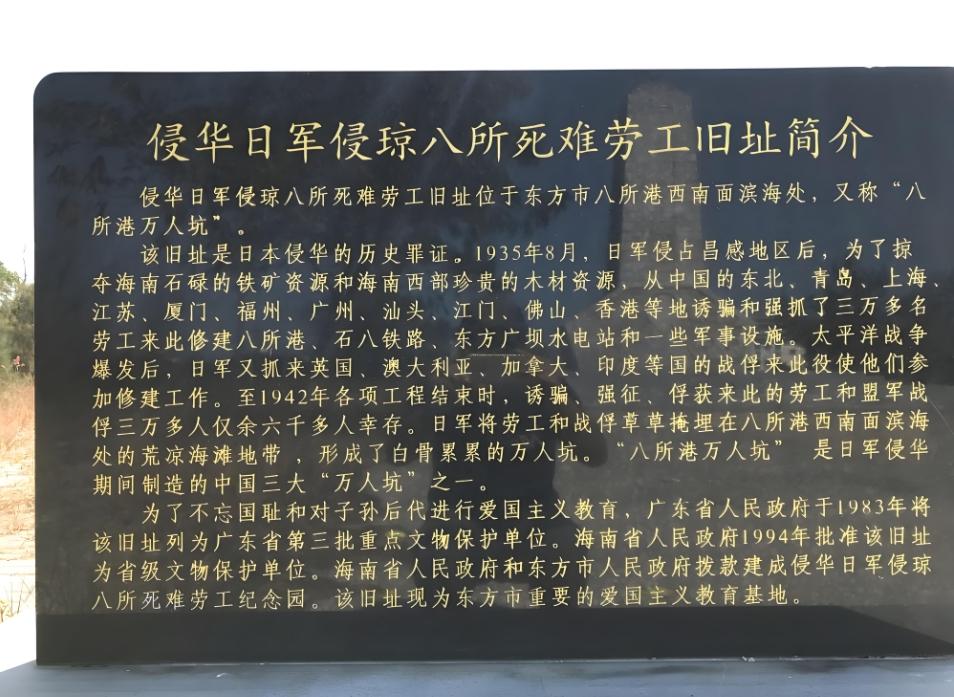 侵华日军侵琼八所死难劳工旧址简介
侵华日军侵琼八所死难劳工旧址位于东方市八所港西南面滨海处，又称“八
所港万人坑”。
该旧址是日本侵华的历史罪证。1935年8月，日军侵占昌感地区后，为了掠
夺海南石碌的铁矿资源和海南西部珍贵的木材资源，从中国的东北、青岛、上海、
江苏、厦门、福州、广州、汕头、江门、佛山、香港等地诱骗和强抓了三万多名
劳工来此修建八所港、石八铁路、东方广坝水电站和一些军事设施。太平洋战争
爆发后，日军又抓来英国、澳大利亚、加拿大、印度等国的战俘来此役使他们参
加修建工作。至1942年各项工程结束时，诱骗、强征、俘获来此的劳工和盟军战
俘三万多人仅余六千多人幸存。日军将劳工和战俘草草掩埋在八所港西南面滨海
处的荒凉海滩地带，形成了白骨累累的万人坑。“八所港万人坑” 是日军侵华
期间制造的中国三大“万人坑”之一。
为了不忘国耻和对子孙后代进行爱国主义教育，广东省人民政府于1983年将
该旧址列为广东省第三批重点文物保护单位。海南省人民政府1994年批准该旧址
为省级文物保护单位。海南省人民政府和东方市人民政府拨款建成侵华日军侵琼
八所死难劳工纪念园。该旧址现为东方市重要的爱国主义教育基地。